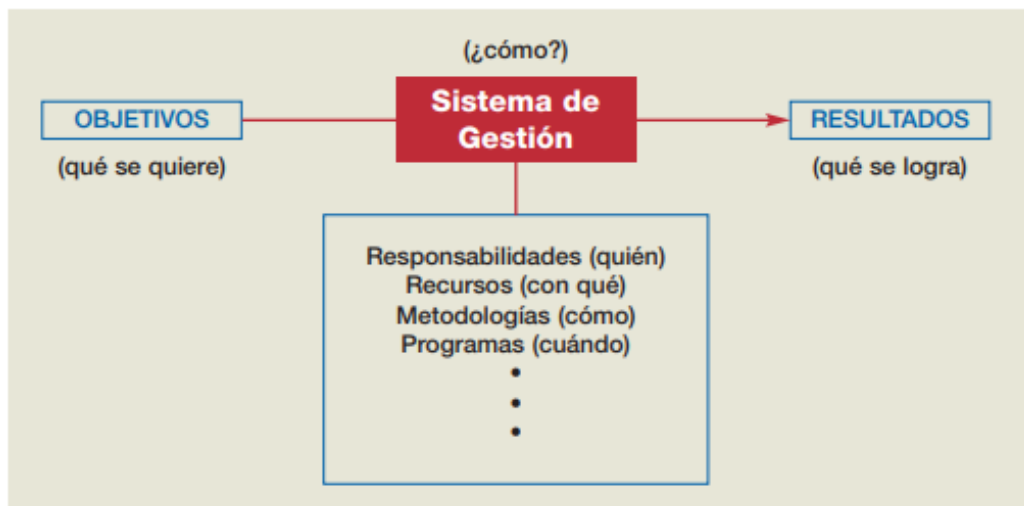 (¿cómo?)
Sistema de
Gestión
OBJETIVOS
(qué se quiere)
RESULTADOS
(qué se logra)
Responsabilidades (quién)
Recursos (con qué)
Metodologías (cómo)
Programas (cuándo)
•
•
•